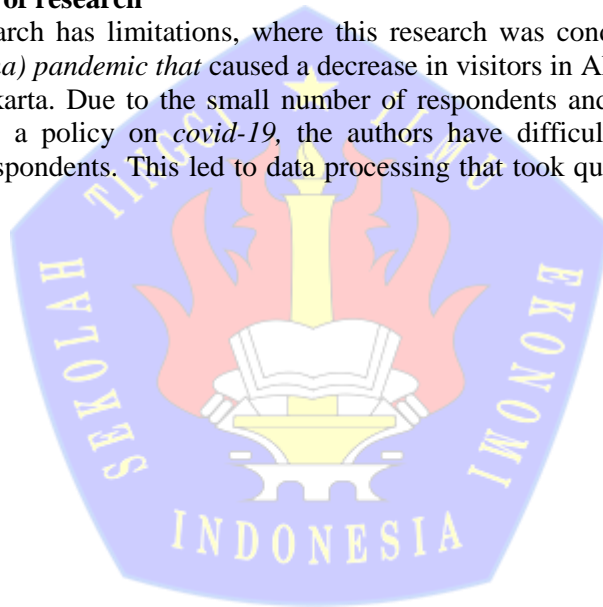 of research
arch has limitations, where this research was cond
a) pandemic that caused a decrease in visitors in A
karta. Due to the small number of respondents and
a policy on covid-19, the authors have difficul
spondents. This led to data processing that took qu
SEKOLAH TINGGI ILMU EKONOMI
INDONESIA